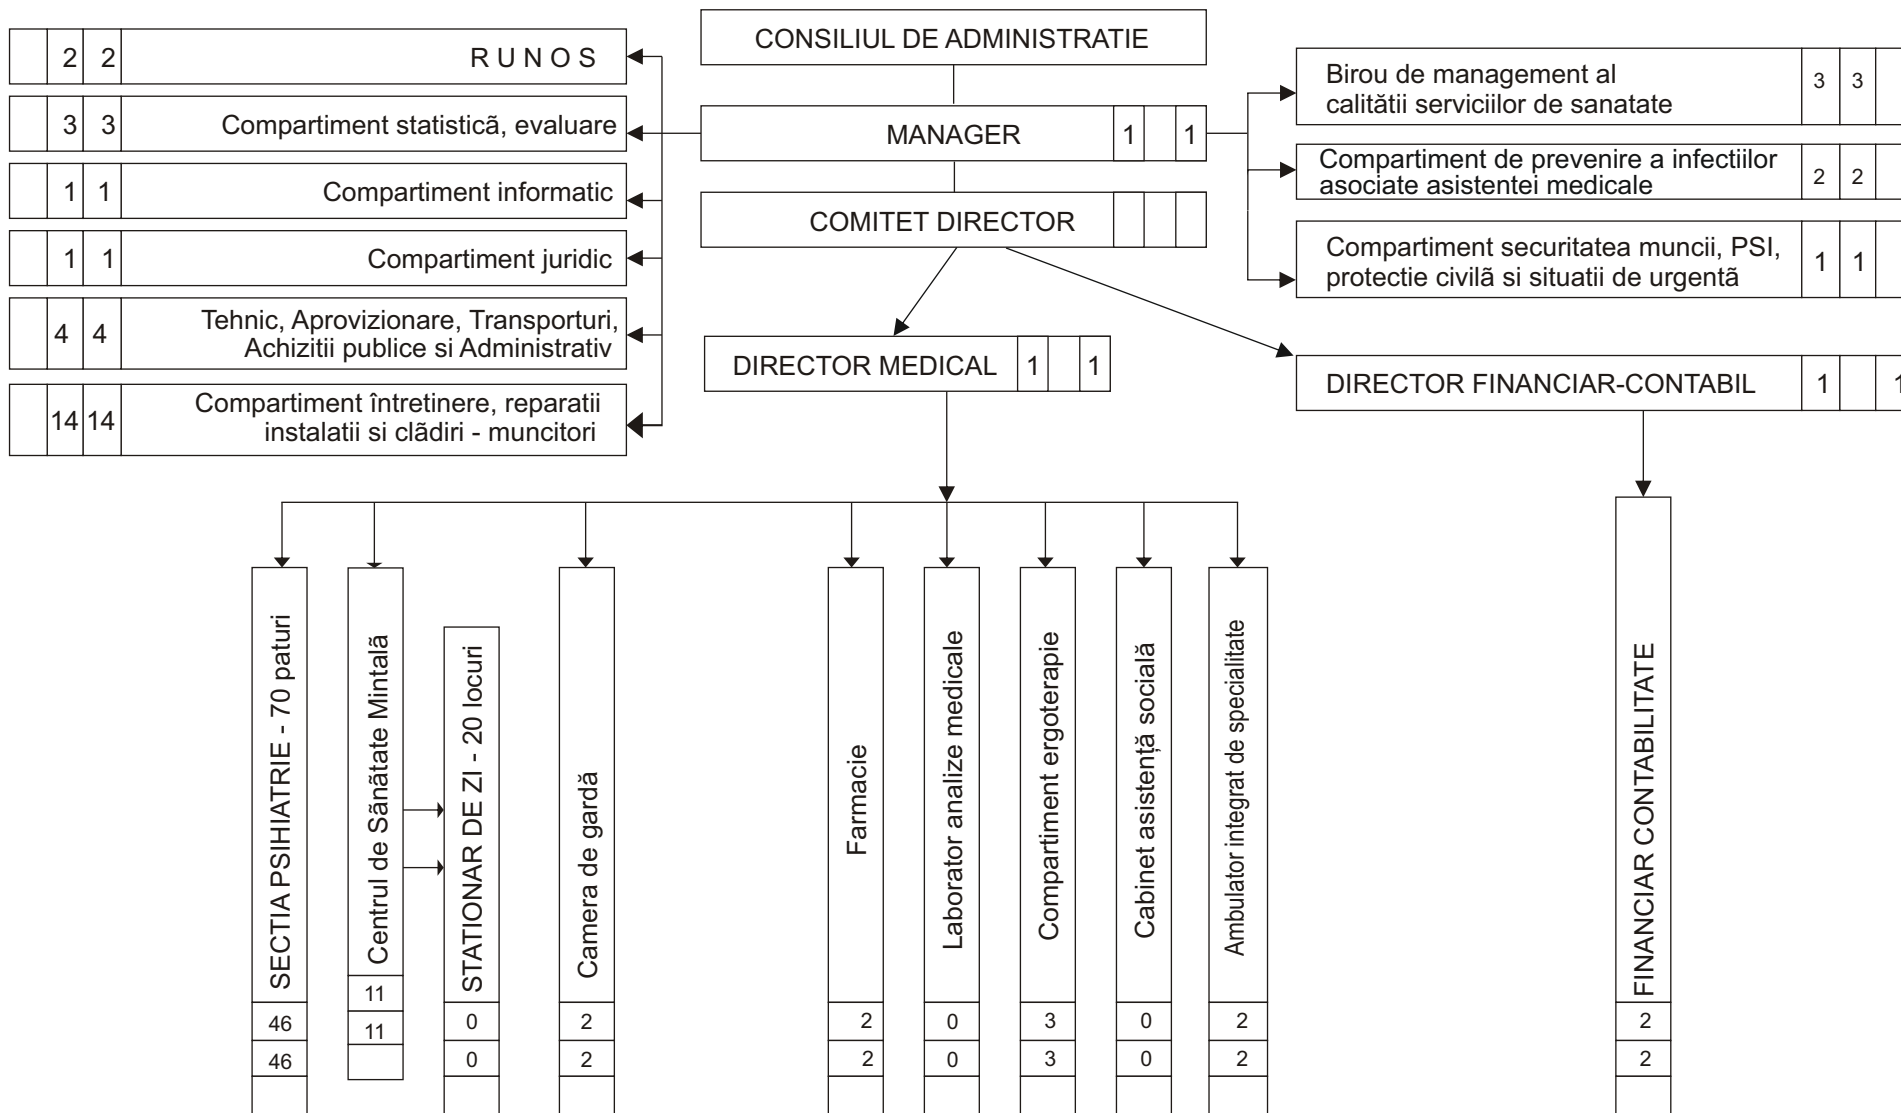 CONSILIUL DE ADMINISTRATIE
MANAGER 1 1
COMITET DIRECTOR
2 2 R U N O S
3 3 Compartiment statisticã, evaluare
1 1 Compartiment informatic
1 1 Compartiment juridic
4 4 Tehnic, Aprovizionare, Transporturi,
Achizitii publice si Administrativ
14 14 Compartiment întretinere, reparatii
instalatii si clãdiri - muncitori
Birou de management al
calitãtii serviciilor de sanatate 3 3
Compartiment de prevenire a infectiilor
asociate asistentei medicale 2 2
Compartiment securitatea muncii, PSI,
protectie civilã si situatii de urgentã 1 1
DIRECTOR MEDICAL 1 1
DIRECTOR FINANCIAR-CONTABIL 1 1
SECTIA PSIHIATRIE - 70 paturi
46
46
Centrul de Sãnãtate Mintalã
11
11
STATIONAR DE ZI - 20 locuri
0
0
Camera de gardă
2
2
Farmacie
2
2
Laborator analize medicale
0
0
Compartiment ergoterapie
3
3
Cabinet asistență socială
0
0
Ambulator integrat de specialitate
2
2
FINANCIAR CONTABILITATE
2
2